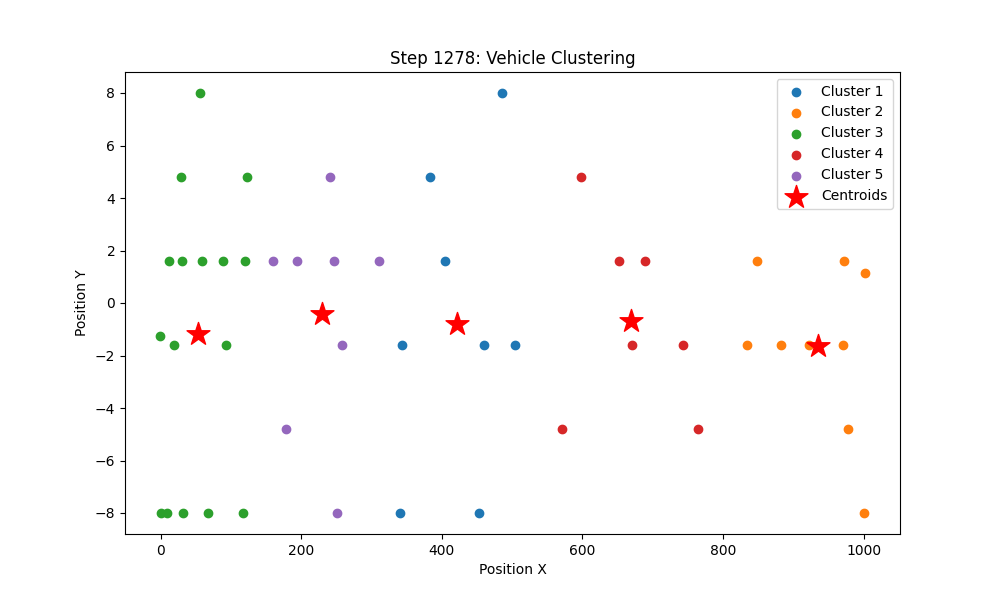 Step 1278: Vehicle Clustering
Cluster 1
Cluster 2
Cluster 3
Cluster 4
Cluster 5
Centroids
Position Y
8
6
4
2
0
−2
−4
−6
−8
0
200
400
600
800
1000
Position X